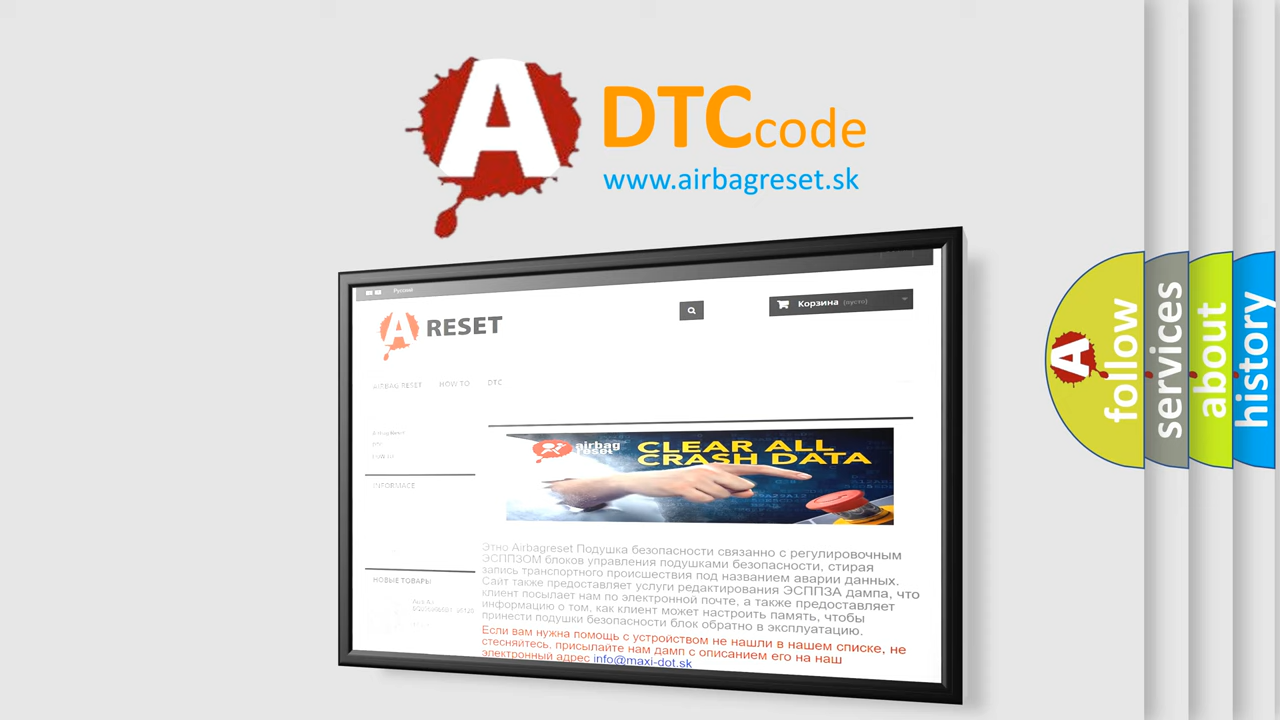 A
DTC code
www.airbagreset.sk
Русский
Корзина (пусто)
A RESET
AIRBAG RESET HOW TO DTC
INFORMACE
airbag reset
CLEAR ALL
CRASH DATA
Этно Airbagreset Подушка безопасности связанно с регулировочным
ЭСППЗОМ блоков управления подушками безопасности, стирая
запись транспортного происшествия под названием аварии данных.
Сайт также предоставляет услуги редактирования ЭСППЗА дампа, что
клиент посылает нам по электронной почте, а также предоставляет
информацию о том, как клиент может настроить память, чтобы
принести подушки безопасности блок обратно в эксплуатацию.
Если вам нужна помощь с устройством не нашли в нашем списке, не
стесняйтесь, присылайте нам дамп с описанием его на наш
электронный адрес info@maxi-dot.sk
НОВЫЕ ТОВАРЫ
A
follow
services
about
history